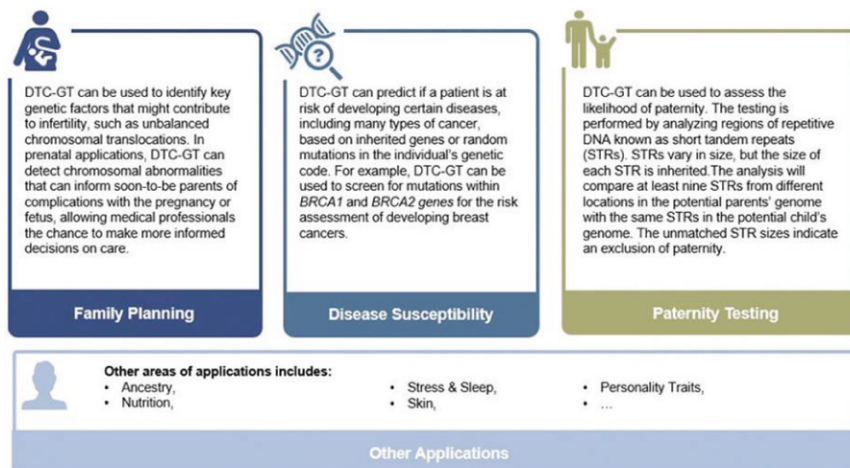 DTC-GT can be used to identify key
genetic factors that might contribute
to infertility, such as unbalanced
chromosomal translocations. In
prenatal applications, DTC-GT can
detect chromosomal abnormalities
that can inform soon-to-be parents of
complications with the pregnancy or
fetus, allowing medical professionals
the chance to make more informed
decisions on care.
Family Planning
?
DTC-GT can predict if a patient is at
risk of developing certain diseases,
including many types of cancer,
based on inherited genes or random
mutations in the individual's genetic
code. For example, DTC-GT can be
used to screen for mutations within
BRCA1 and BRCA2 genes for the risk
assessment of developing breast
cancers.
Disease Susceptibility
DTC-GT can be used to assess the
likelihood of paternity. The testing is
performed by analyzing regions of repetitive
DNA known as short tandem repeats
(STRs). STRs vary in size, but the size of
each STR is inherited.The analysis will
compare at least nine STRs from different
locations in the potential parents' genome
with the same STRs in the potential child's
genome. The unmatched STR sizes indicate
an exclusion of paternity.
Paternity Testing
Other areas of applications includes:
• Ancestry,
• Nutrition,
• Stress & Sleep,
• Skin,
• Personality Traits,
• ...
Other Applications